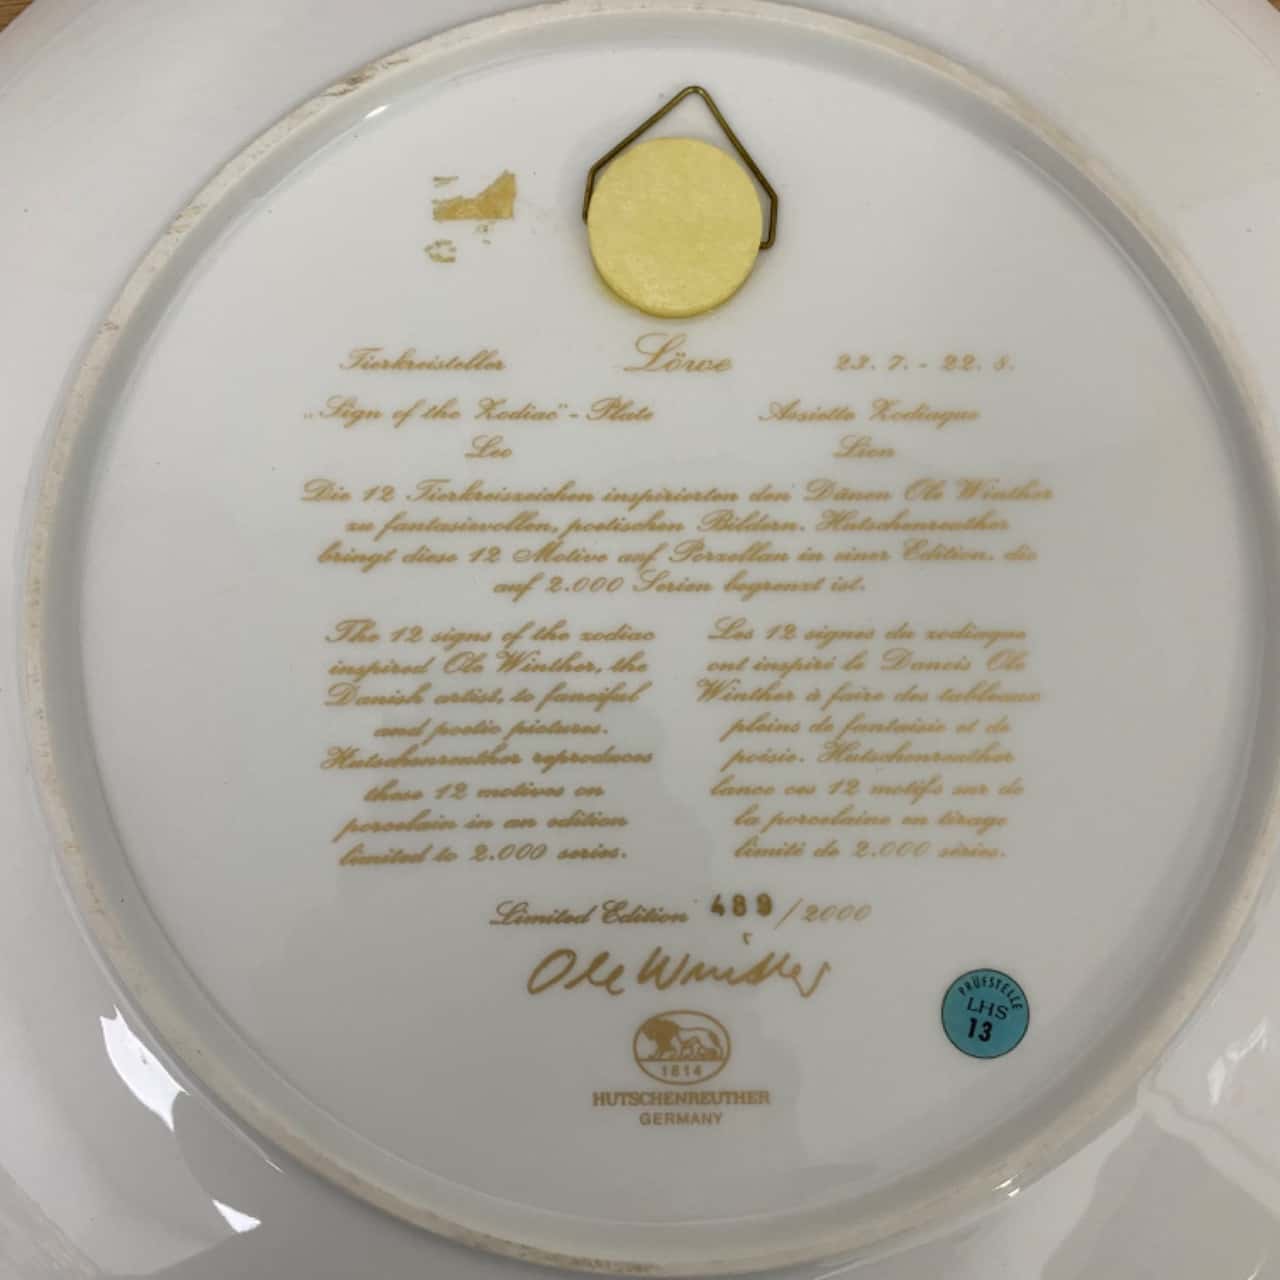 Tierkreisteller Löwe 23. 7. - 22. 8.
„Sign of the Zodiac" - Plate Assiette Zodiaque
Leo Lion
Die 12 Tierkreiszeichen inspirierten den Dänen Ole Winther
zu fantasievollen, poetischen Bildern. Hutschenreuther
bringt diese 12 Motive auf Porzellan in einer Edition, die
auf 2.000 Serien begrenzt ist.
The 12 signs of the zodiac
inspired Ole Winther, the
Danish artist, to fanciful
and poetic pictures.
Hutschenreuther reproduces
these 12 motives on
porcelain in an edition
limited to 2.000 series.
Les 12 signes du zodiaque
ont inspiré le Danois Ole
Winther à faire des tableaux
pleins de fantaisie et de
poésie. Hutschenreuther
lance ces 12 motifs sur de
la porcelaine en tirage
limité de 2.000 séries.
Limited Edition 489/2000
Ole Winther
1814
HUTSCHENREUTHER
GERMANY
PRÜFSTELLE
LHS
13